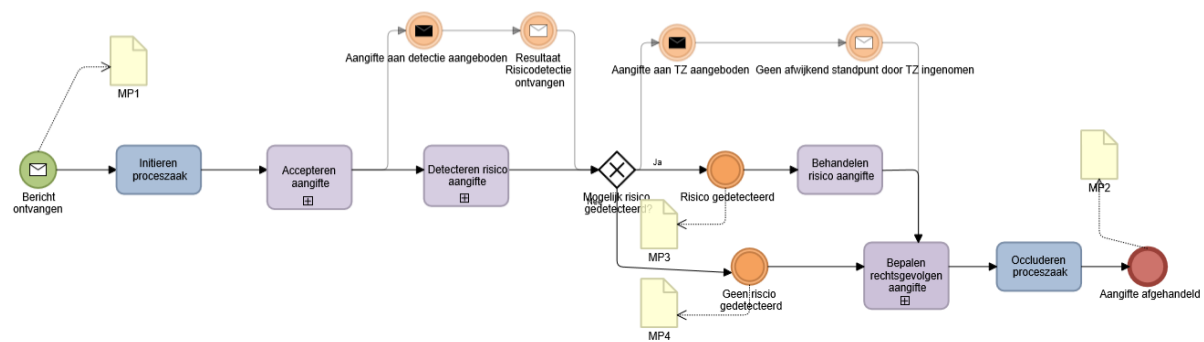 Aangifte aan detectie aangeboden
Resultaat
Risicodetectie
ontvangen
Aangifte aan TZ aangeboden
Geen afwijkend standpunt door TZ ingenomen
MP1
Bericht
ontvangen
Initieren
proceszaak
Accepteren
aangifte
Detecteren risico
aangifte
Mogelijk risico
gedetecteerd?
Ja
Nee
Risico gedetecteerd
Behandelen
risico aangifte
MP2
MP3
Geen riscio
gedetecteerd
MP4
Bepalen
rechtsgevolgen
aangifte
Occluderen
proceszaak
Aangifte afgehandeld